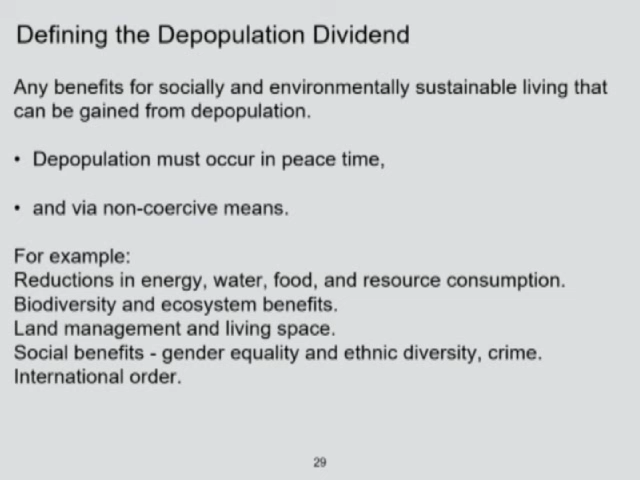 Defining the Depopulation Dividend
Any benefits for socially and environmentally sustainable living that
can be gained from depopulation.
• Depopulation must occur in peace time,
• and via non-coercive means.
For example:
Reductions in energy, water, food, and resource consumption.
Biodiversity and ecosystem benefits.
Land management and living space.
Social benefits - gender equality and ethnic diversity, crime.
International order.
29